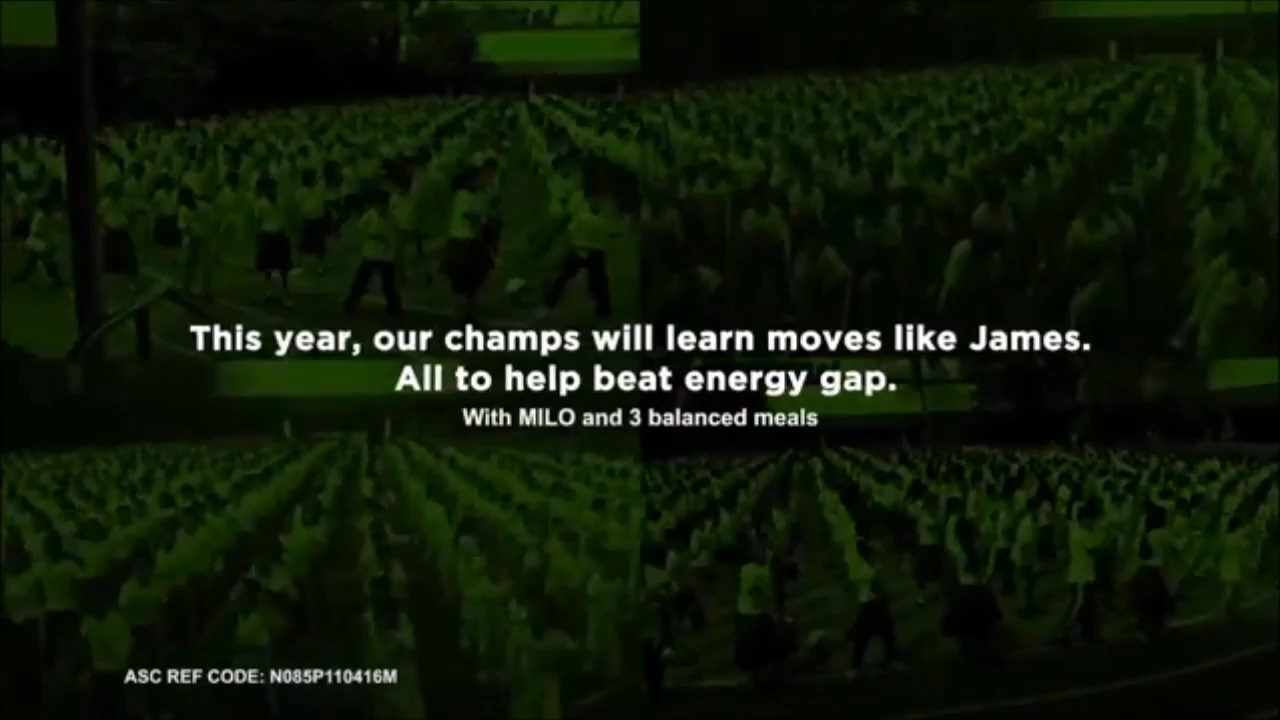 This year, our champs will learn moves like James.
All to help beat energy gap.
With MILO and 3 balanced meals
ASC REF CODE: N085P110416M